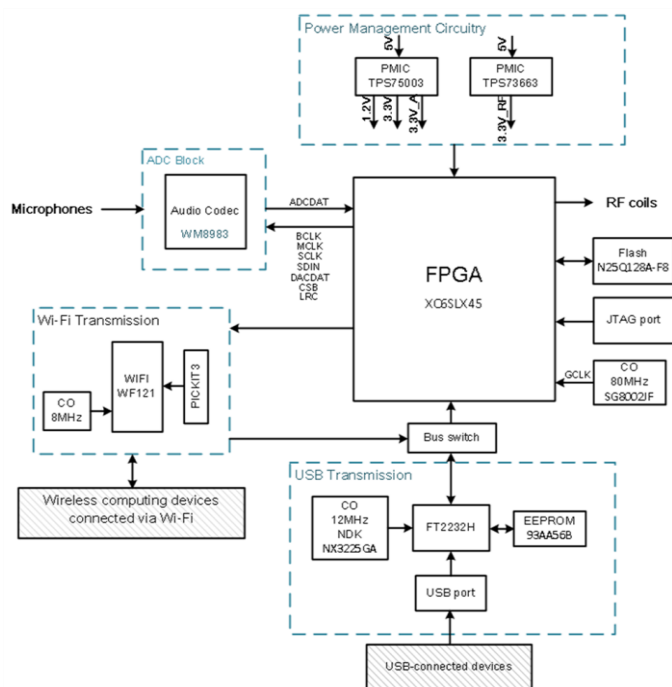 Power Management Circuitry
5V
5V
PMIC
TPS75003
PMIC
TPS73663
1.2V
3.3V
3.3V_A
3.3V_RF
ADC Block
Audio Codec
WM8983
Microphones
ADCDAT
BCLK
MCLK
SCLK
SDIN
DACDAT
CSB
LRC
FPGA
XC6SLX45
RF coils
Flash
N25Q128A-F8
JTAG port
GCLK
CO
80MHz
SG8002JF
Wi-Fi Transmission
WIFI
WF121
PICKIT3
CO
8MHz
Bus switch
Wireless computing devices
connected via Wi-Fi
USB Transmission
CO
12MHz
NDK
NX3225GA
FT2232H
EEPROM
93AA56B
USB port
USB-connected devices